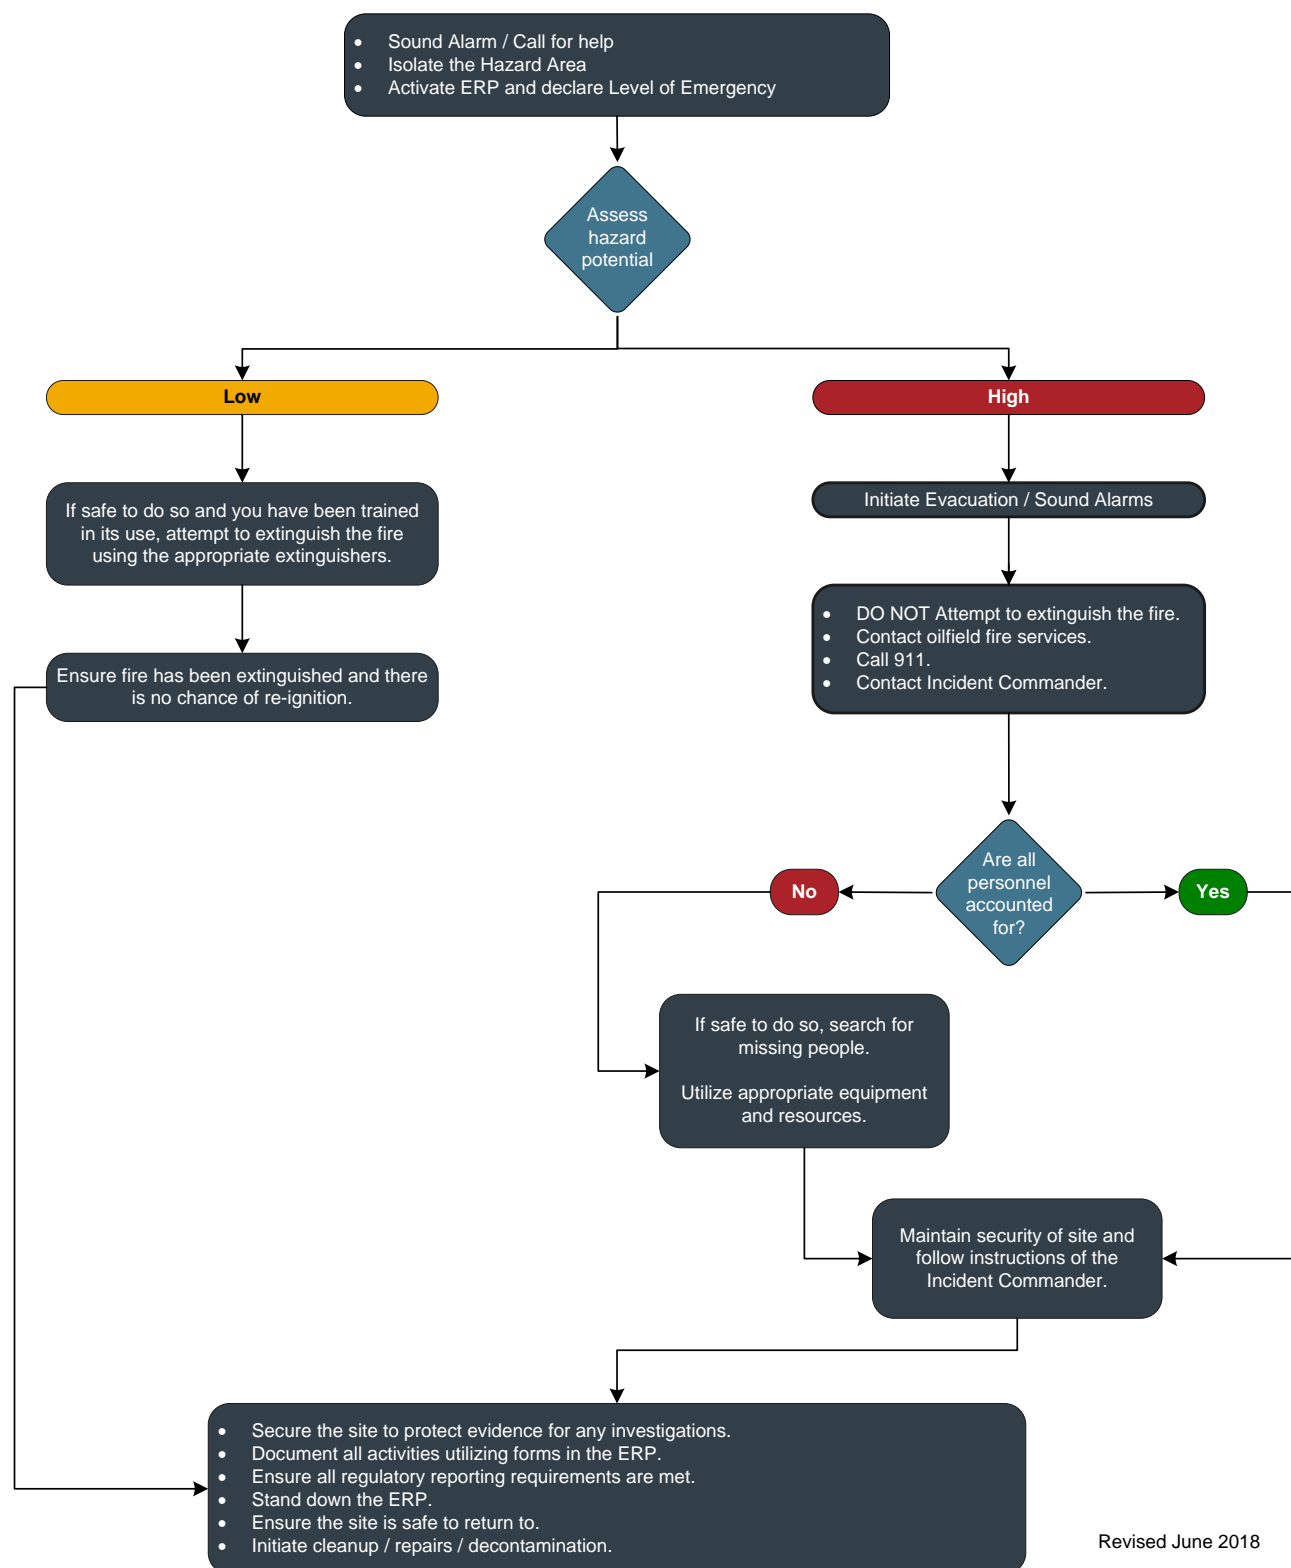 • Sound Alarm / Call for help
• Isolate the Hazard Area
• Activate ERP and declare Level of Emergency
Assess
hazard
potential
Low
High
If safe to do so and you have been trained
in its use, attempt to extinguish the fire
using the appropriate extinguishers.
Initiate Evacuation / Sound Alarms
• DO NOT Attempt to extinguish the fire.
• Contact oilfield fire services.
• Call 911.
• Contact Incident Commander.
Ensure fire has been extinguished and there
is no chance of re-ignition.
Are all
personnel
accounted
for?
No
Yes
If safe to do so, search for
missing people.
Utilize appropriate equipment
and resources.
Maintain security of site and
follow instructions of the
Incident Commander.
• Secure the site to protect evidence for any investigations.
• Document all activities utilizing forms in the ERP.
• Ensure all regulatory reporting requirements are met.
• Stand down the ERP.
• Ensure the site is safe to return to.
• Initiate cleanup / repairs / decontamination.
Revised June 2018